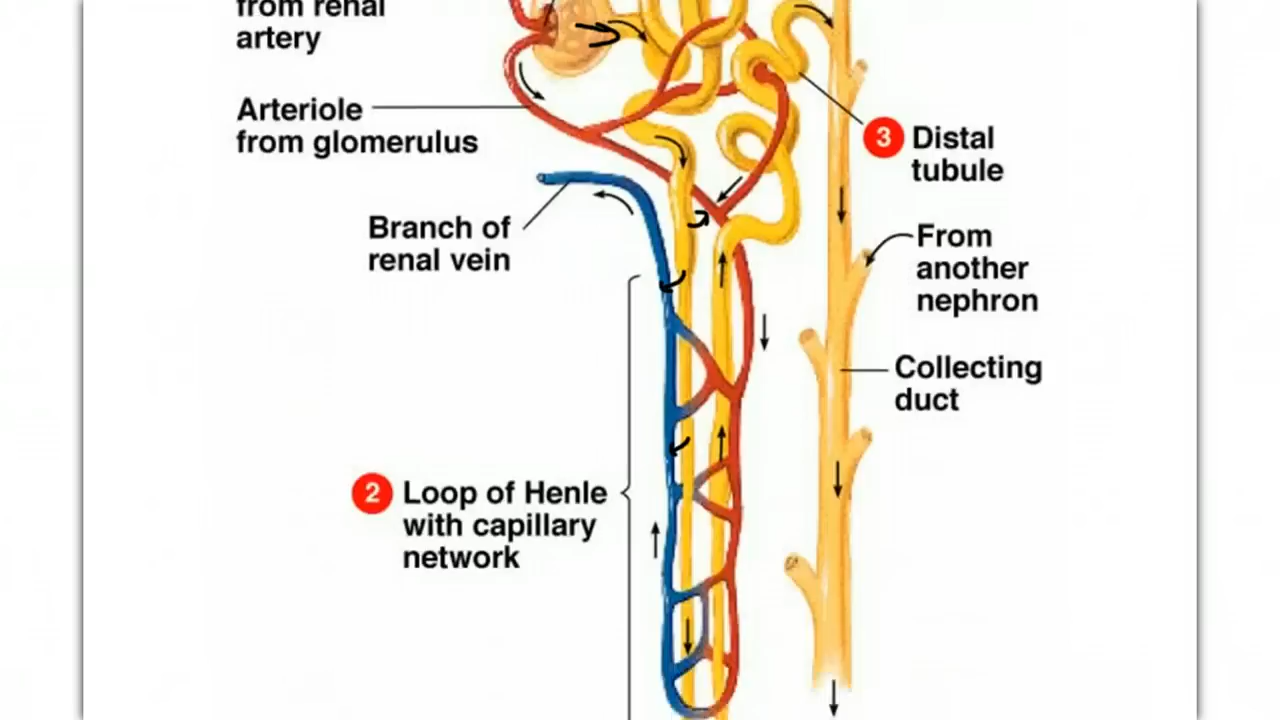 from renal
artery
Arteriole
from glomerulus
3 Distal
tubule
Branch of
renal vein
From
another
nephron
Collecting
duct
2 Loop of Henle
with capillary
network